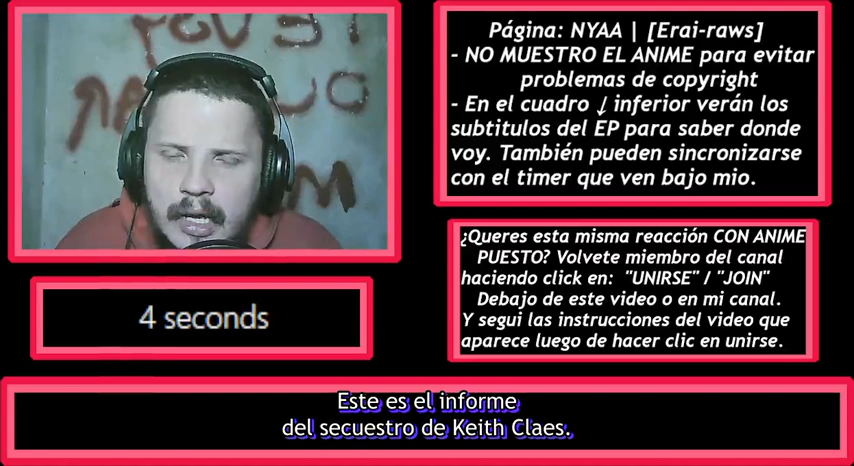 Página: NYAA | [Erai-raws]
- NO MUESTRO EL ANIME para evitar
problemas de copyright
- En el cuadro ↓ inferior verán los
subtitulos del EP para saber donde
voy. También pueden sincronizarse
con el timer que ven bajo mio.
¿Queres esta misma reacción CON ANIME
PUESTO? Volvete miembro del canal
haciendo click en: "UNIRSE" / "JOIN"
Debajo de este video o en mi canal.
Y segui las instrucciones del video que
aparece luego de hacer clic en unirse.
4 seconds
Este es el informe
del secuestro de Keith Claes.